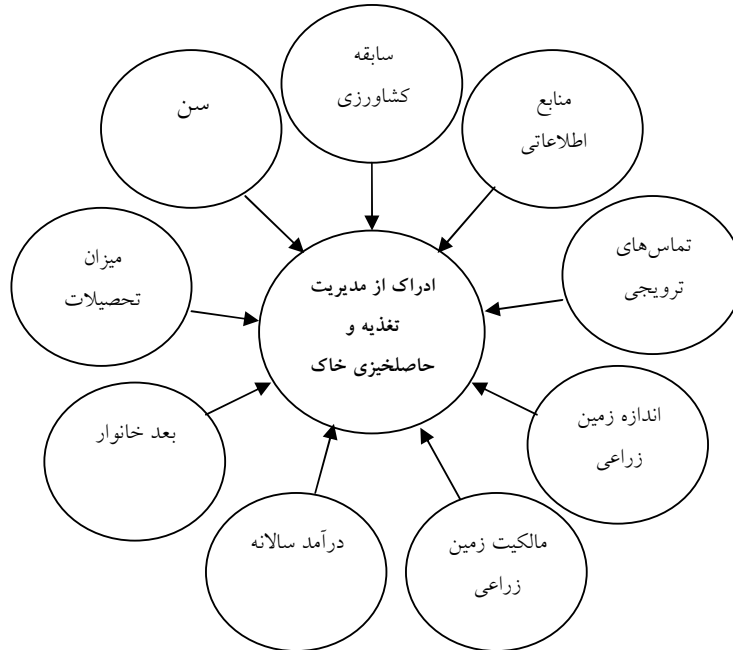 سابقه
کشاورزی
منابع
اطلاعاتی
تماس‌های
ترویجی
اندازه زمین
زراعی
مالکیت زمین
زراعی
درآمد سالانه
بعد خانوار
میزان
تحصیلات
سن
ادراک از مدیریت
تغذیه و
حاصلخیزی خاک